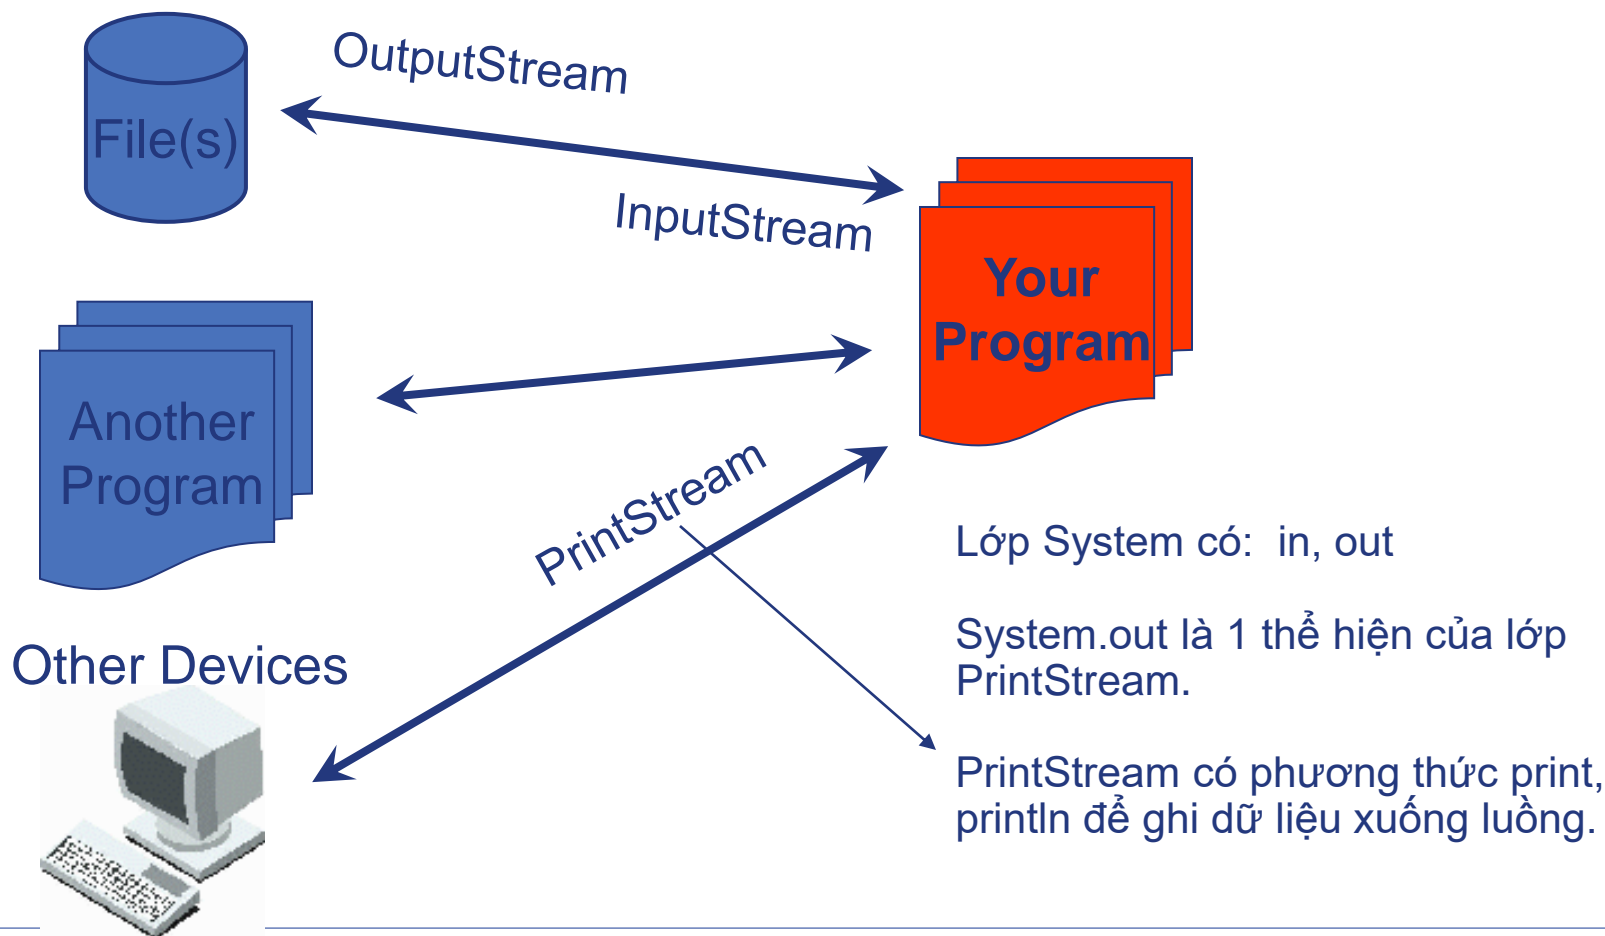 OutputStream
File(s)
InputStream
Your
Program
Another
Program
PrintStream
Lớp System có:  in, out
System.out là 1 thể hiện của lớp
PrintStream.
Other Devices
PrintStream có phương thức print,
println để ghi dữ liệu xuống luồng.